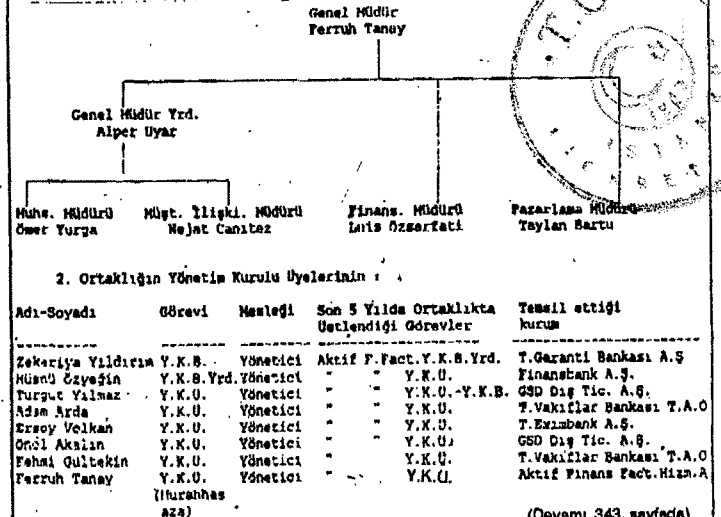 Genel Müdür
Ferruh Tanay
Genel Müdür Yrd.
Alper Uyar
Muhs. Müdürü Müşt. İlişki. Müdürü Finans. Müdürü Pazarlama Müdürü
Ömer Yurga Nejat Canıtez Luis Özsarfati Taylan Bartu
2. Ortaklığın Yönetim Kurulu Üyelerinin :
Adı-Soyadı Görevi Mesleği Son 5 Yılda Ortaklıkta Temsil ettiği
Üstlendiği Görevler kurum
Zekeriya Yıldırım Y.K.B. Yönetici Aktif F.Fact.Y.K.B.Yrd. T.Garanti Bankası A.Ş
Hüsnü Özyeğin Y.K.B.Yrd.Yönetici " " Y.K.Ü. Finansbank A.Ş.
Turgut Yılmaz Y.K.Ü. Yönetici " " Y.K.Ü.-Y.K.B. GSD Dış Tic. A.Ş.
Adem Arda Y.K.Ü. Yönetici " " Y.K.Ü. T.Vakıflar Bankası T.A.O
Ersoy Volkan Y.K.Ü. Yönetici " " Y.K.Ü. T.Eximbank A.Ş.
Öncl Akalın Y.K.Ü. Yönetici " " Y.K.Ü. GSD Dış Tic. A.Ş.
Fehmi Gültekin Y.K.Ü. Yönetici " " Y.K.Ü. T.Vakıflar Bankası T.A.O
Ferruh Tanay Y.K.Ü. Yönetici " Y.K.Ü. Aktif Finans Fact.Hizm.A
(Murahhas
aza)
(Devamı 343. sayfada)